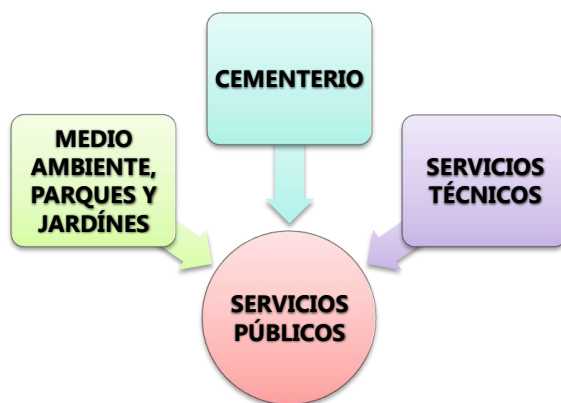 CEMENTERIO
MEDIO
AMBIENTE,
PARQUES Y
JARDÍNES
SERVICIOS
TÉCNICOS
SERVICIOS
PÚBLICOS